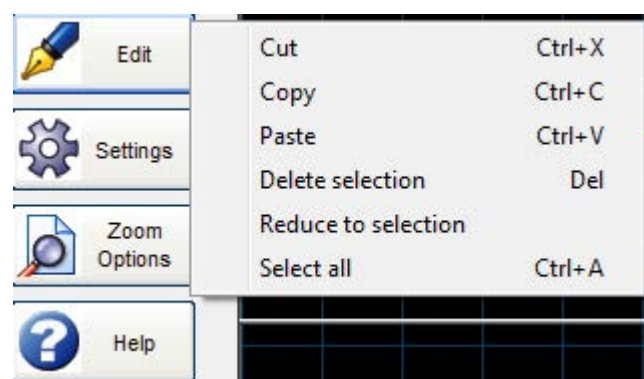 Edit
Settings
Zoom
Options
Help
Cut Ctrl+X
Copy Ctrl+C
Paste Ctrl+V
Delete selection Del
Reduce to selection
Select all Ctrl+A